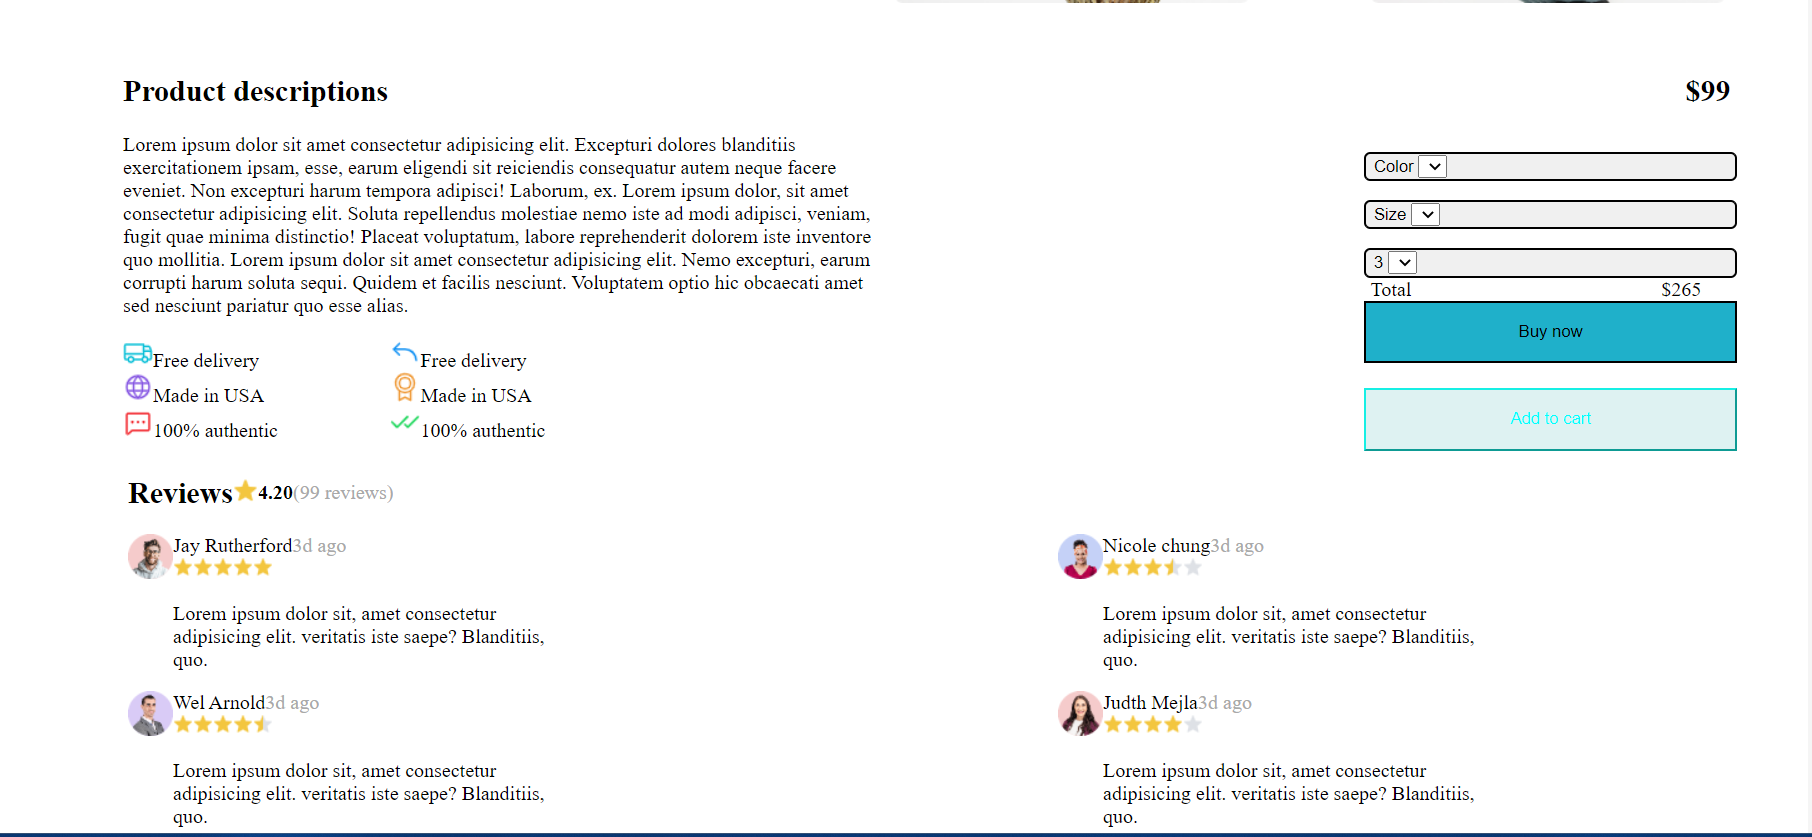 Product descriptions
$99
Lorem ipsum dolor sit amet consectetur adipisicing elit. Excepturi dolores blanditiis
exercitationem ipsam, esse, earum eligendi sit reiciendis consequatur autem neque facere
eveniet. Non excepturi harum tempora adipisci! Laborum, ex. Lorem ipsum dolor, sit amet
consectetur adipisicing elit. Soluta repellendus molestiae nemo iste ad modi adipisci, veniam,
fugit quae minima distinctio! Placeat voluptatum, labore reprehenderit dolorem iste inventore
quo mollitia. Lorem ipsum dolor sit amet consectetur adipisicing elit. Nemo excepturi, earum
corrupti harum soluta sequi. Quidem et facilis nesciunt. Voluptatem optio hic obcaecati amet
sed nesciunt pariatur quo esse alias.
Color
Size
3
Total $265
Buy now
Add to cart
Free delivery
Free delivery
Made in USA
Made in USA
100% authentic
100% authentic
Reviews 4.20(99 reviews)
Jay Rutherford3d ago
Lorem ipsum dolor sit, amet consectetur
adipisicing elit. veritatis iste saepe? Blanditiis,
quo.
Nicole chung3d ago
Lorem ipsum dolor sit, amet consectetur
adipisicing elit. veritatis iste saepe? Blanditiis,
quo.
Wel Arnold3d ago
Lorem ipsum dolor sit, amet consectetur
adipisicing elit. veritatis iste saepe? Blanditiis,
quo.
Judth Mejla3d ago
Lorem ipsum dolor sit, amet consectetur
adipisicing elit. veritatis iste saepe? Blanditiis,
quo.